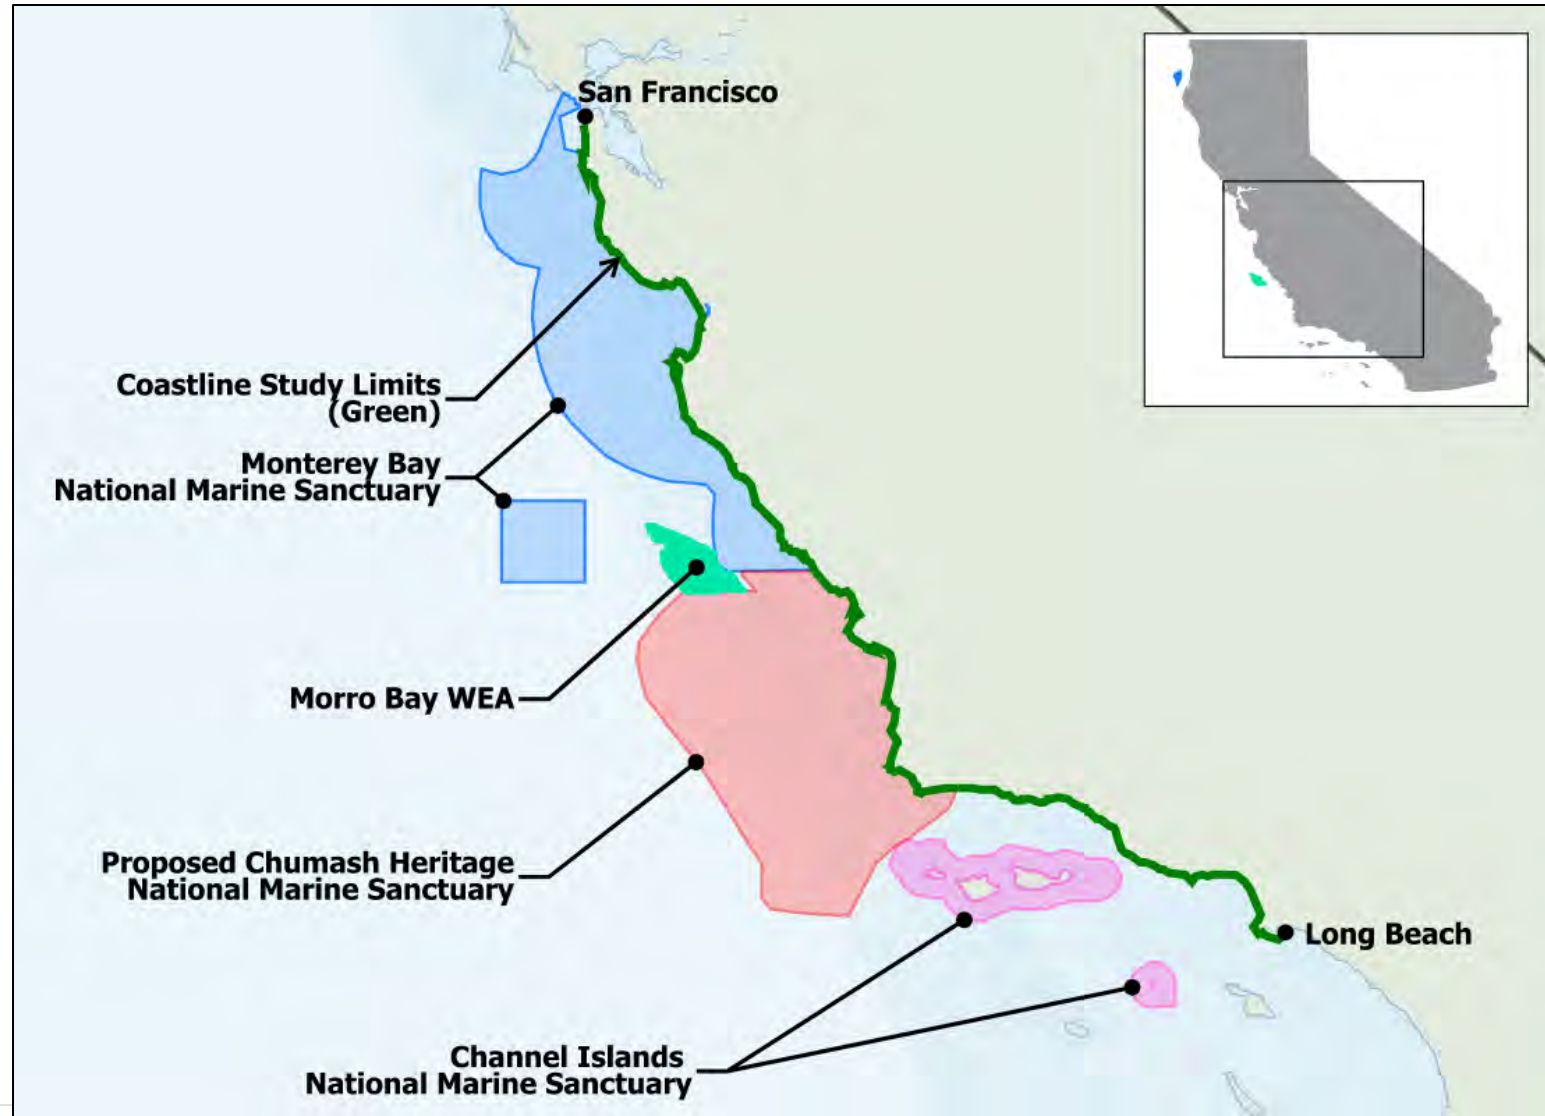 San Francisco
Coastline Study Limits
(Green)
Monterey Bay
National Marine Sanctuary
Morro Bay WEA
Proposed Chumash Heritage
National Marine Sanctuary
Long Beach
Channel Islands
National Marine Sanctuary